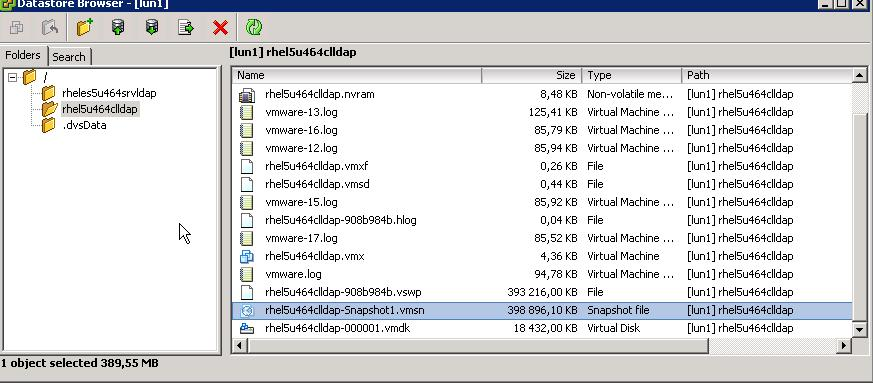 Datastore Browser - [lun1]
Folders Search
/
rheles5u464srvldap
rhel5u464clldap
.dvsData
[lun1] rhel5u464clldap
Name Size Type Path
rhel5u464clldap.nvram 8,48 KB Non-volatile me... [lun1] rhel5u464clldap
vmware-13.log 125,41 KB Virtual Machine ... [lun1] rhel5u464clldap
vmware-16.log 85,79 KB Virtual Machine ... [lun1] rhel5u464clldap
vmware-12.log 85,94 KB Virtual Machine ... [lun1] rhel5u464clldap
rhel5u464clldap.vmxf 0,26 KB File [lun1] rhel5u464clldap
rhel5u464clldap.vmsd 0,44 KB File [lun1] rhel5u464clldap
vmware-15.log 85,92 KB Virtual Machine ... [lun1] rhel5u464clldap
rhel5u464clldap-908b984b.hlog 0,04 KB File [lun1] rhel5u464clldap
vmware-17.log 85,52 KB Virtual Machine ... [lun1] rhel5u464clldap
rhel5u464clldap.vmx 4,36 KB Virtual Machine [lun1] rhel5u464clldap
vmware.log 94,78 KB Virtual Machine ... [lun1] rhel5u464clldap
rhel5u464clldap-908b984b.vswp 393 216,00 KB File [lun1] rhel5u464clldap
rhel5u464clldap-Snapshot1.vmsn 398 896,10 KB Snapshot file [lun1] rhel5u464clldap
rhel5u464clldap-000001.vmdk 18 432,00 KB Virtual Disk [lun1] rhel5u464clldap
1 object selected 389,55 MB